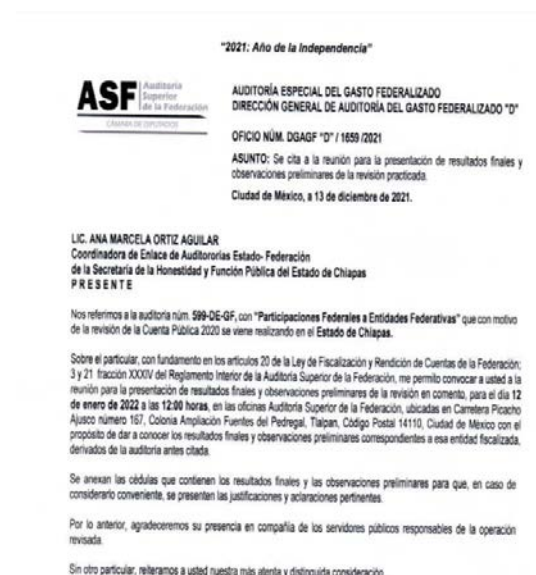 "2021: Año de la Independencia"
ASF Auditoría
Superior
de la Federación
CÁMARA DE DIPUTADOS
AUDITORÍA ESPECIAL DEL GASTO FEDERALIZADO
DIRECCIÓN GENERAL DE AUDITORÍA DEL GASTO FEDERALIZADO "D"
OFICIO NÚM. DGAGF "D" / 1659 /2021
ASUNTO: Se cita a la reunión para la presentación de resultados finales y
observaciones preliminares de la revisión practicada.
Ciudad de México, a 13 de diciembre de 2021.
LIC. ANA MARCELA ORTIZ AGUILAR
Coordinadora de Enlace de Auditororias Estado- Federación
de la Secretaría de la Honestidad y Función Pública del Estado de Chiapas
P R E S E N T E
Nos referimos a la auditoría núm. 599-DE-GF, con "Participaciones Federales a Entidades Federativas" que con motivo
de la revisión de la Cuenta Pública 2020 se viene realizando en el Estado de Chiapas.
Sobre el particular, con fundamento en los artículos 20 de la Ley de Fiscalización y Rendición de Cuentas de la Federación;
3 y 21 fracción XXXIV del Reglamento Interior de la Auditoría Superior de la Federación, me permito convocar a usted a la
reunión para la presentación de resultados finales y observaciones preliminares de la revisión en comento, para el día 12
de enero de 2022 a las 12:00 horas, en las oficinas Auditoría Superior de la Federación, ubicadas en Carretera Picacho
Ajusco número 167, Colonia Ampliación Fuentes del Pedregal, Tlalpan, Código Postal 14110, Ciudad de México con el
propósito de dar a conocer los resultados finales y observaciones preliminares correspondientes a esa entidad fiscalizada,
derivados de la auditoría antes citada.
Se anexan las cédulas que contienen los resultados finales y las observaciones preliminares para que, en caso de
considerarlo conveniente, se presenten las justificaciones y aclaraciones pertinentes.
Por lo anterior, agradeceremos su presencia en compañía de los servidores públicos responsables de la operación
revisada.
Sin otro particular, reiteramos a usted nuestra más atenta y distinguida consideración.